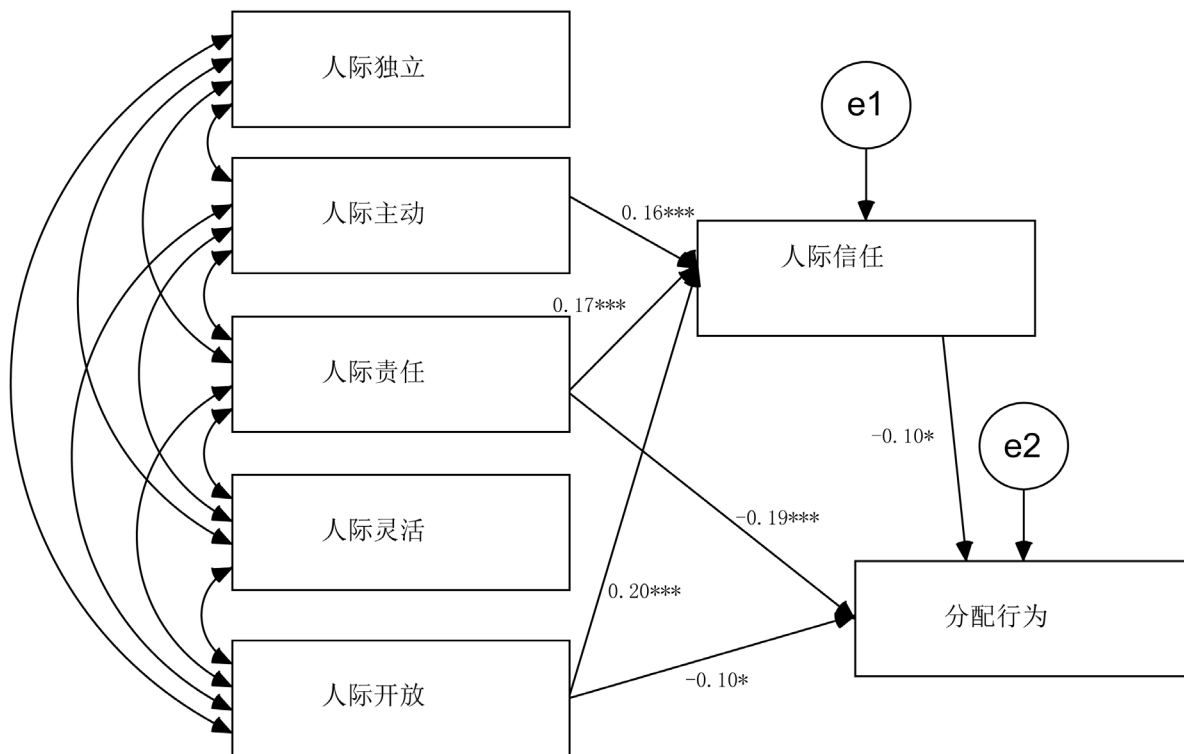 人际独立
e1
人际主动
0.16***
人际信任
0.17***
人际责任
-0.10*
e2
-0.19***
人际灵活
0.20***
分配行为
-0.10*
人际开放